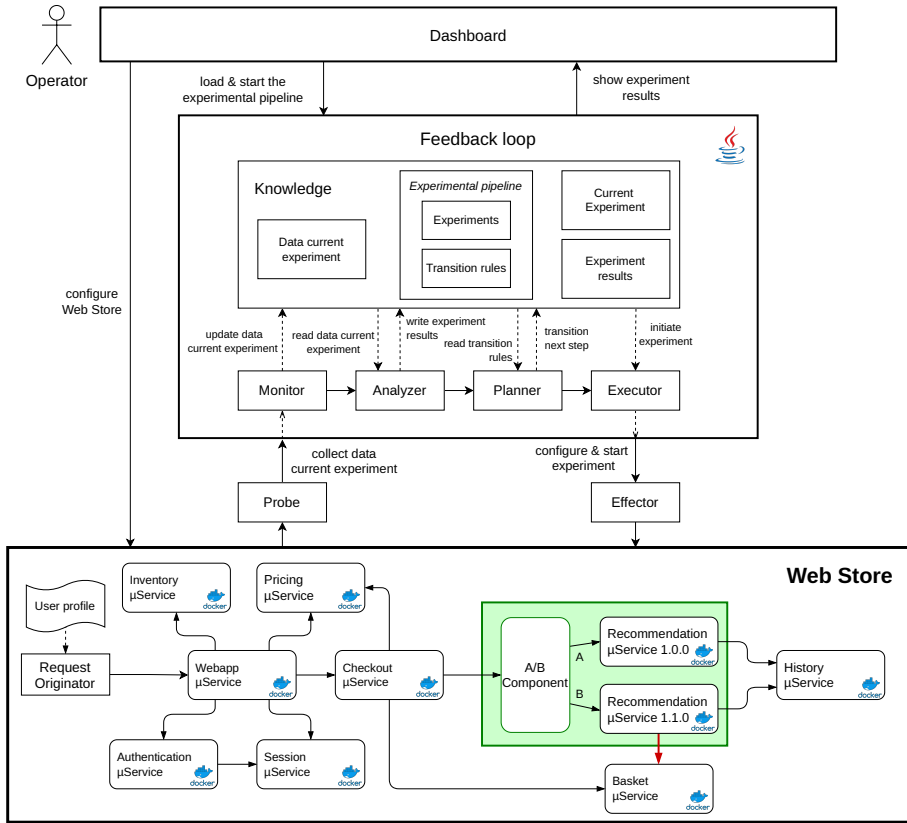 Dashboard
Operator
load & start the
experimental pipeline
show experiment
results
Feedback loop
Knowledge
Experimental pipeline
Experiments
Transition rules
Current
Experiment
Data current
experiment
Experiment
results
configure
Web Store
update data
current experiment
read data current
experiment
write experiment
results
read transition
rules
transition
next step
initiate
experiment
Monitor
Analyzer
Planner
Executor
collect data
current experiment
configure & start
experiment
Probe
Effector
Web Store
User profile
Inventory
µService
docker
Pricing
µService
docker
Request
Originator
Webapp
µService
docker
Checkout
µService
docker
A/B
Component
A
B
Recommendation
µService 1.0.0
docker
Recommendation
µService 1.1.0
docker
History
µService
docker
Authentication
µService
docker
Session
µService
docker
Basket
µService
docker